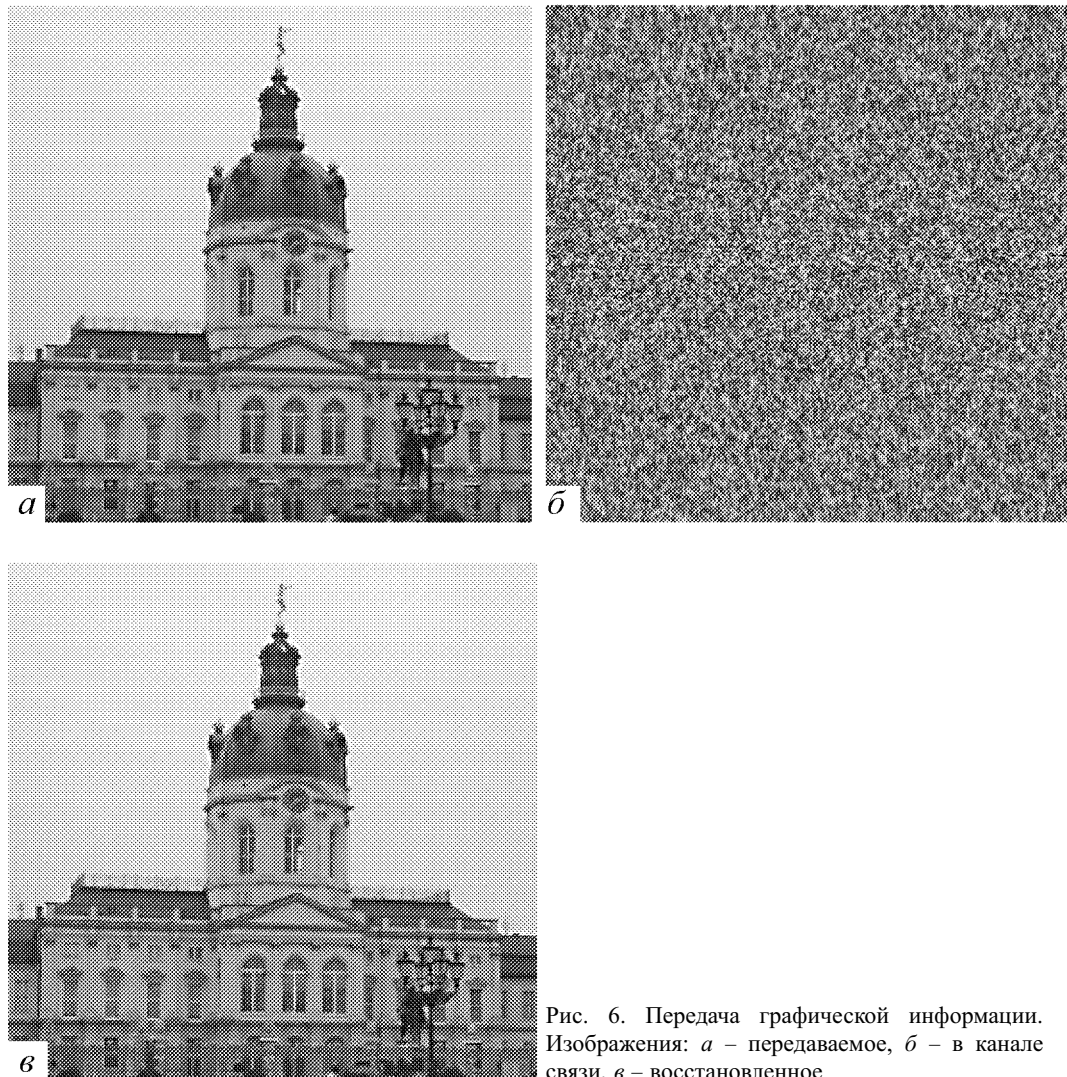 а
б
в
Рис. 6. Передача графической информации.
Изображения: а – передаваемое, б – в канале
связи, в – восстановленное